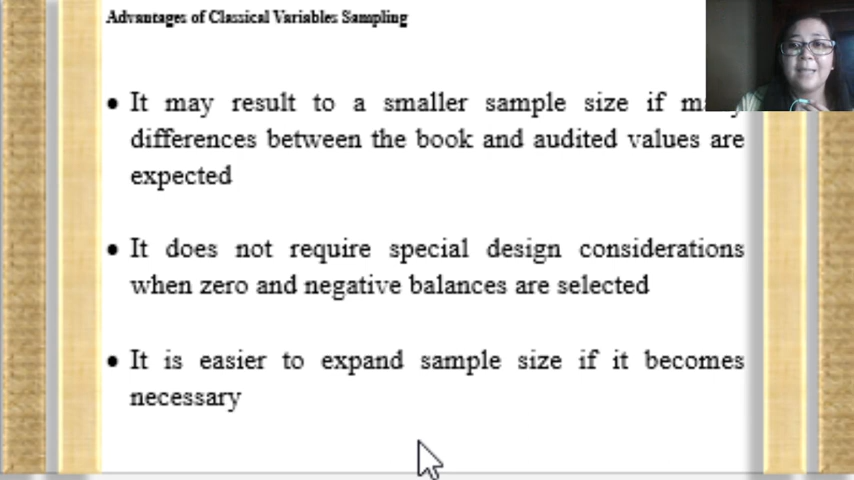 Advantages of Classical Variables Sampling
• It may result to a smaller sample size if
differences between the book and audited values are
expected
• It does not require special design considerations
when zero and negative balances are selected
• It is easier to expand sample size if it becomes
necessary